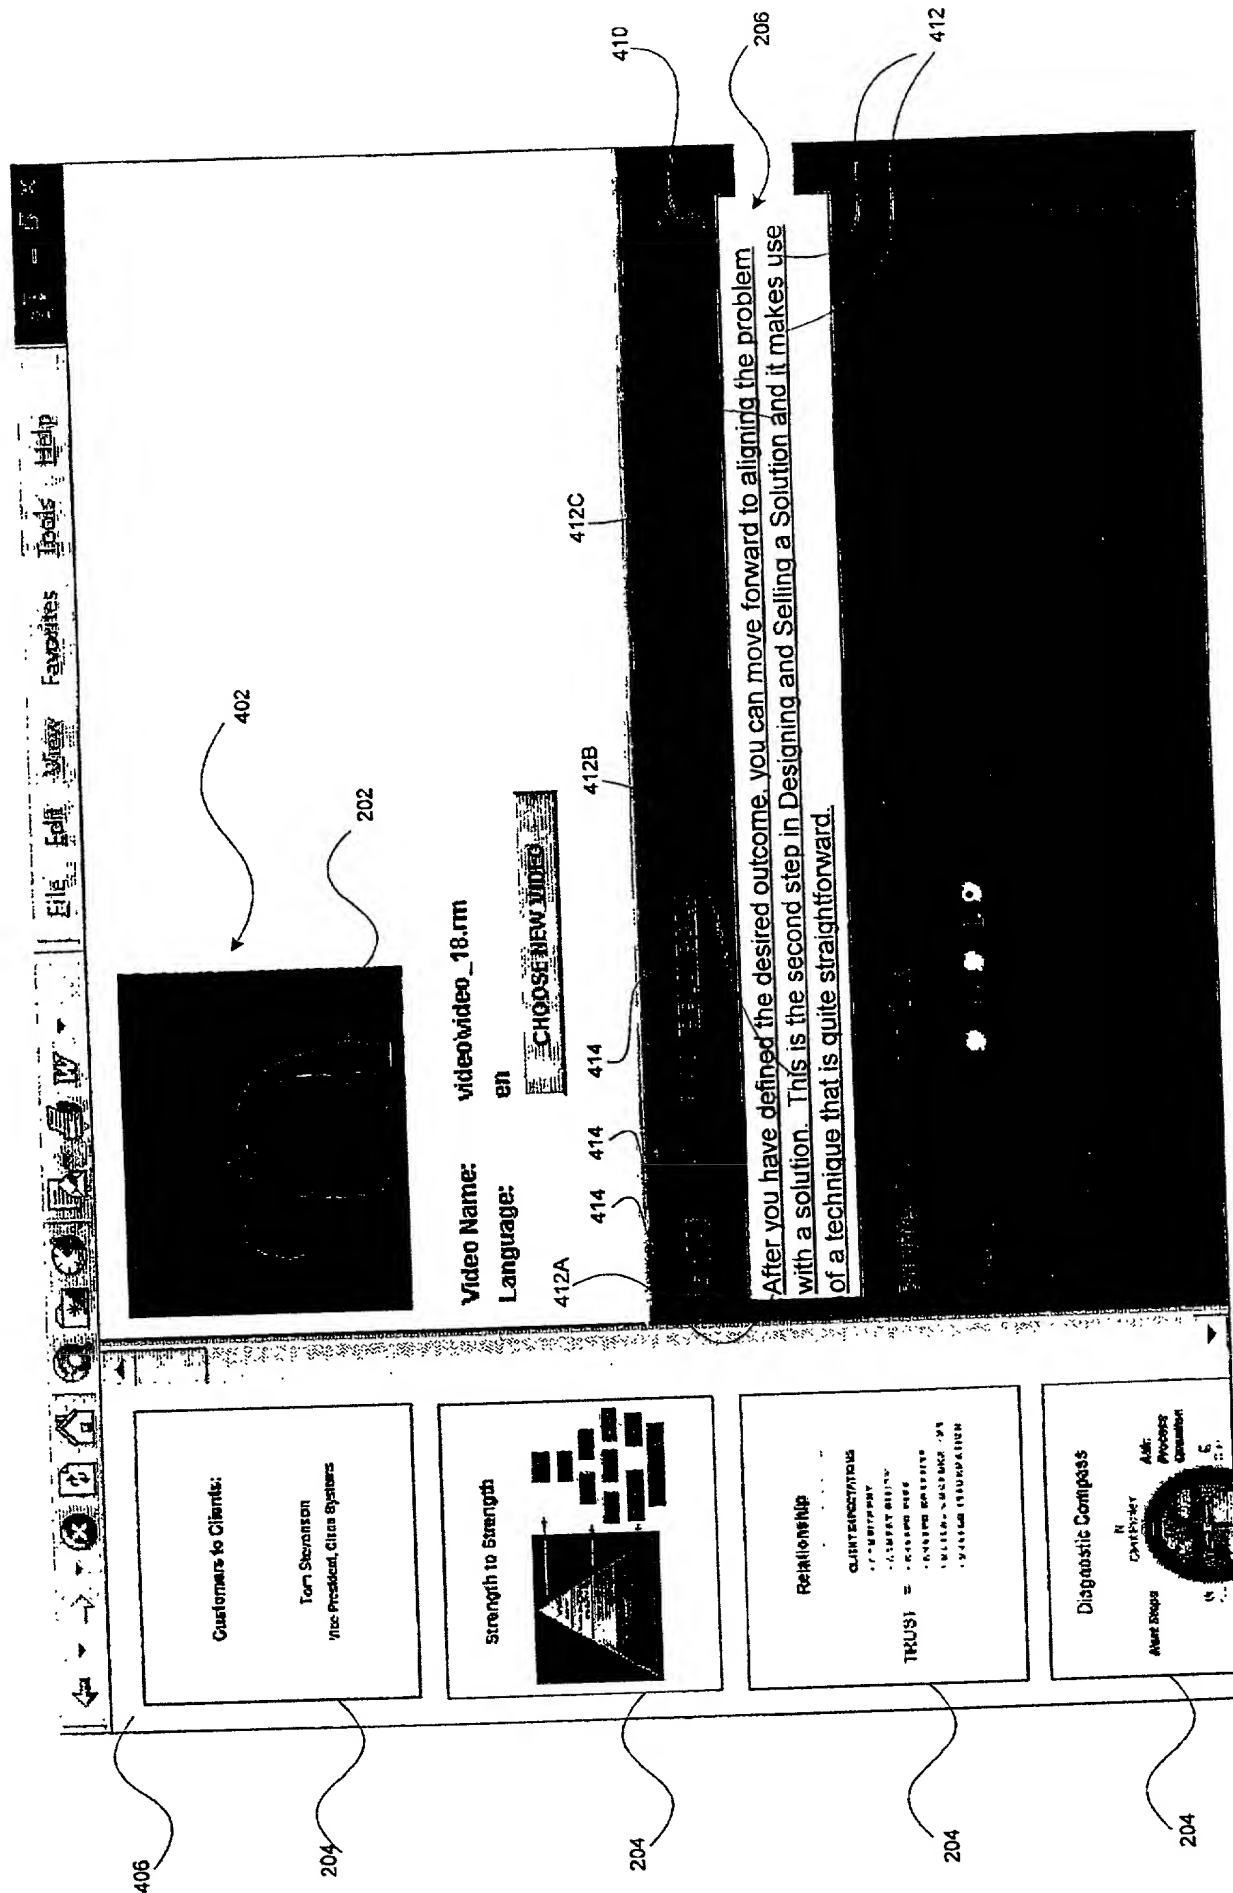 File Edit View Favorites Tools Help
406
204
Customers to Clients:
Tom Stevenson
Vice-President,
204
Strength to Strength
204
Relationship
CLIENT EXPECTATIONS
TRUST =
204
Diagnostic Compass
N
Ask:
Process
402
202
Video Name: video\video_18.rm
Language: en
CHOOSE NEW VIDEO
412A
414
414
414
412B
412C
410
206
After you have defined the desired outcome, you can move forward to aligning the problem
with a solution. This is the second step in Designing and Selling a Solution and it makes use
of a technique that is quite straightforward.
412